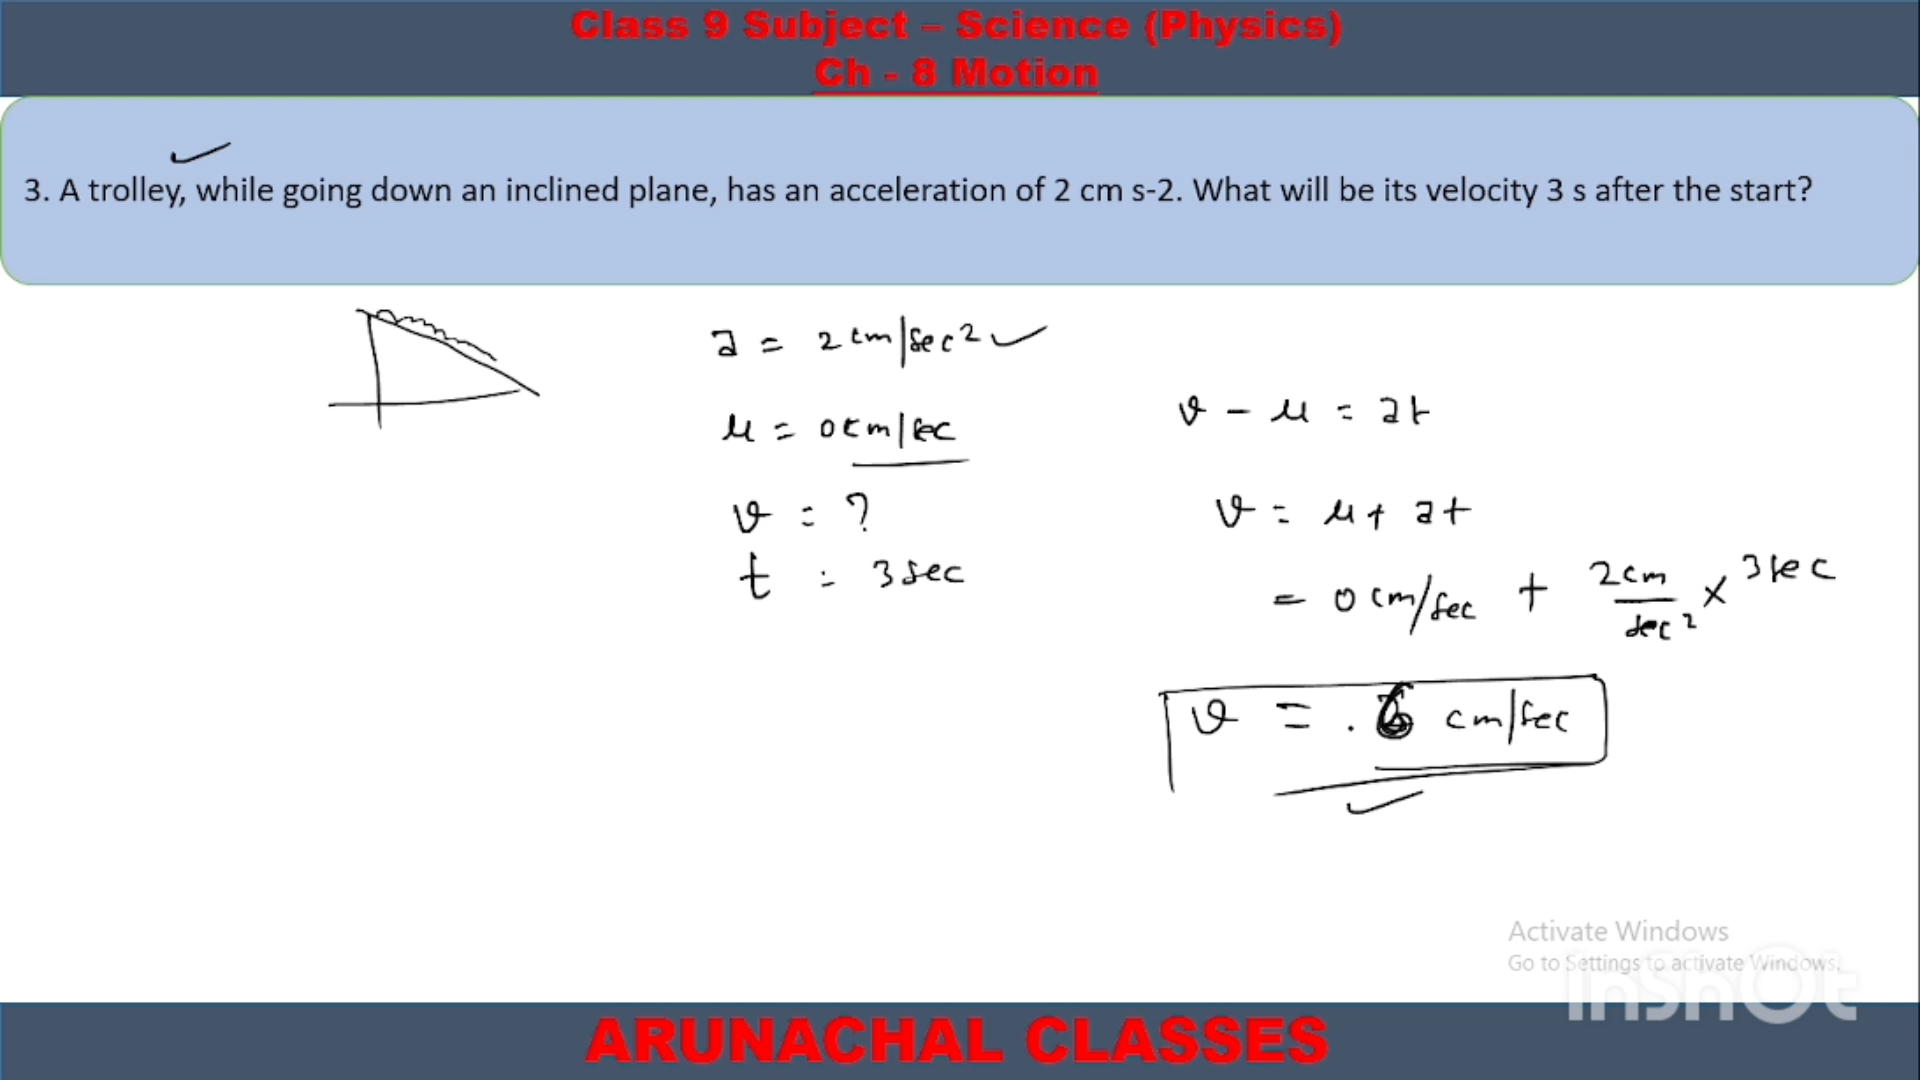 Class 9 Subject – Science (Physics)
Ch - 8 Motion
3. A trolley, while going down an inclined plane, has an acceleration of 2 cm s-2. What will be its velocity 3 s after the start?
a = 2 cm/sec2
u = 0 cm/sec
v = ?
t = 3 sec
v - u = at
v = u + at
= 0 cm/sec + 2cm/sec2 × 3sec
v = . 6 cm/sec
Activate Windows
Go to Settings to activate Windows.
InShOt
ARUNACHAL CLASSES